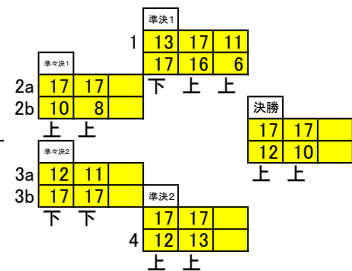 準決1
1 13 17 11
17 16 6
下 上 上
準々決1
2a 17 17
2b 10 8
上 上
決勝
17 17
12 10
上 上
準々決2
3a 12 11
3b 17 17
下 下
準決2
17 17
4 12 13
上 上